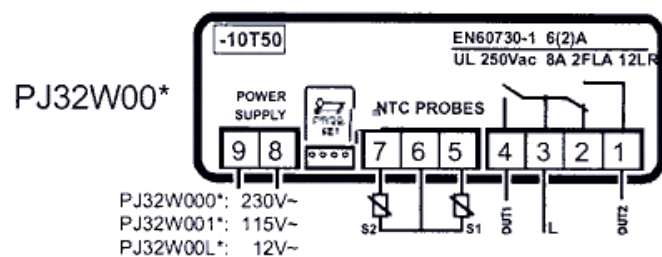 -10T50
EN60730-1 6(2)A
UL 250Vac 8A 2FLA 12LR
PJ32W00*
POWER
SUPPLY
NTC PROBES
9 8 7 6 5 4 3 2 1
PJ32W000*: 230V~
PJ32W001*: 115V~
PJ32W00L*: 12V~
S2
S1
OUT1
L
OUT2